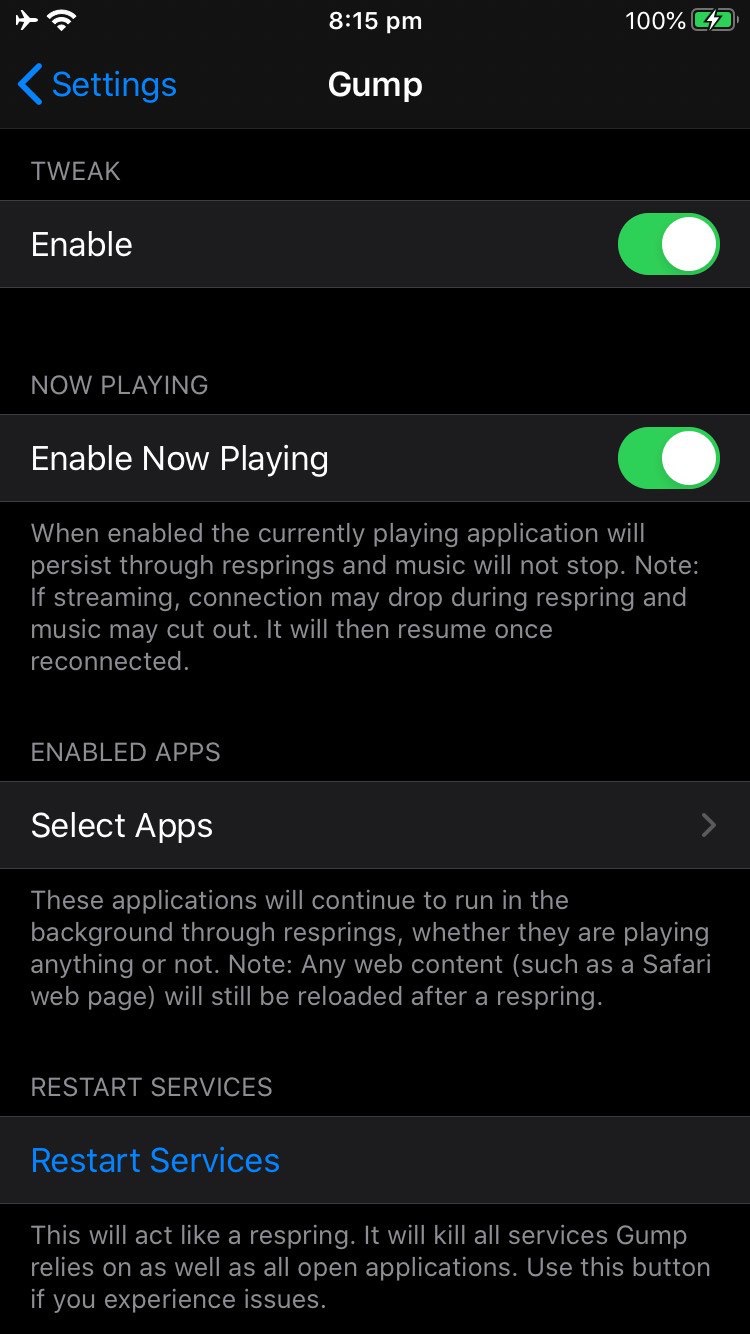 8:15 pm 100%
Settings Gump
TWEAK
Enable
NOW PLAYING
Enable Now Playing
When enabled the currently playing application will
persist through resprings and music will not stop. Note:
If streaming, connection may drop during respring and
music may cut out. It will then resume once
reconnected.
ENABLED APPS
Select Apps
These applications will continue to run in the
background through resprings, whether they are playing
anything or not. Note: Any web content (such as a Safari
web page) will still be reloaded after a respring.
RESTART SERVICES
Restart Services
This will act like a respring. It will kill all services Gump
relies on as well as all open applications. Use this button
if you experience issues.